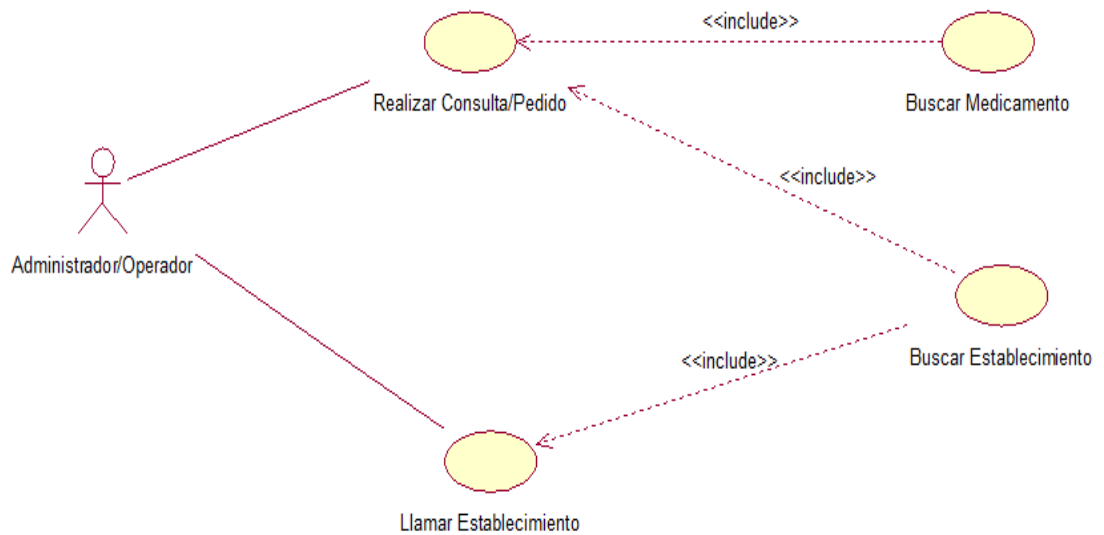 <<include>>
Realizar Consulta/Pedido
Buscar Medicamento
<<include>>
Administrador/Operador
<<include>>
Buscar Establecimiento
Llamar Establecimiento